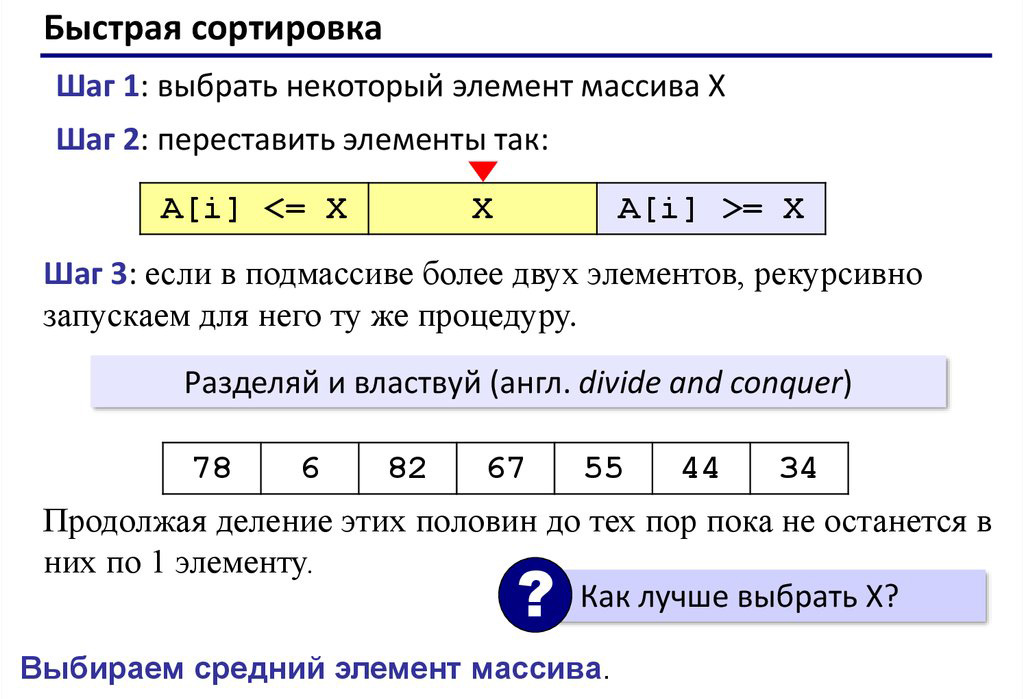 Быстрая сортировка
Шаг 1: выбрать некоторый элемент массива X
Шаг 2: переставить элементы так:
A[i] <= X X A[i] >= X
Шаг 3: если в подмассиве более двух элементов, рекурсивно
запускаем для него ту же процедуру.
Разделяй и властвуй (англ. divide and conquer)
78 6 82 67 55 44 34
Продолжая деление этих половин до тех пор пока не останется в
них по 1 элементу.
? Как лучше выбрать X?
Выбираем средний элемент массива.